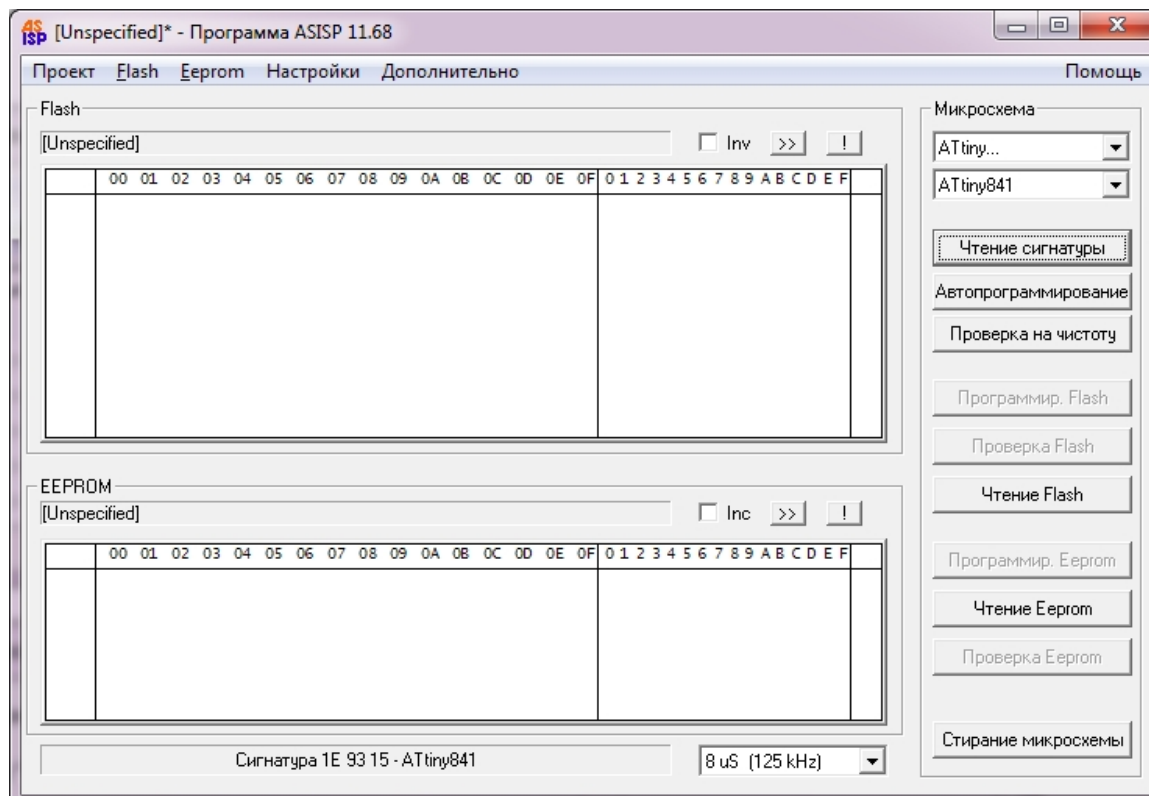 AS
ISP [Unspecified]* - Программа ASISP 11.68
Проект Flash Eeprom Настройки Дополнительно Помощь
Flash
[Unspecified] Inv >> !
00 01 02 03 04 05 06 07 08 09 0A 0B 0C 0D 0E 0F 0 1 2 3 4 5 6 7 8 9 A B C D E F
EEPROM
[Unspecified] Inc >> !
00 01 02 03 04 05 06 07 08 09 0A 0B 0C 0D 0E 0F 0 1 2 3 4 5 6 7 8 9 A B C D E F
Сигнатура 1E 93 15 - ATtiny841 8 uS (125 kHz)
Микросхема
ATtiny...
ATtiny841
Чтение сигнатуры
Автопрограммирование
Проверка на чистоту
Программир. Flash
Проверка Flash
Чтение Flash
Программир. Eeprom
Чтение Eeprom
Проверка Eeprom
Стирание микросхемы